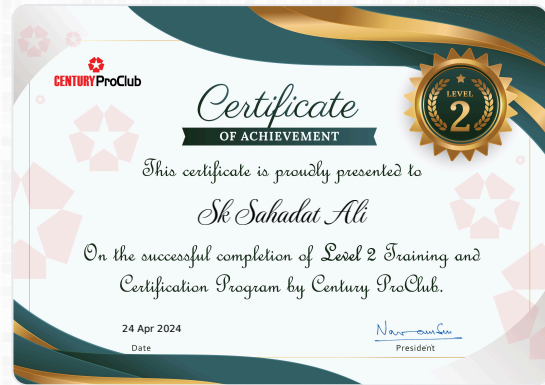 CENTURY ProClub
Certificate
OF ACHIEVEMENT
LEVEL
2
This certificate is proudly presented to
Sk Sahadat Ali
On the successful completion of Level 2 Training and
Certification Program by Century ProClub.
24 Apr 2024
Date
President